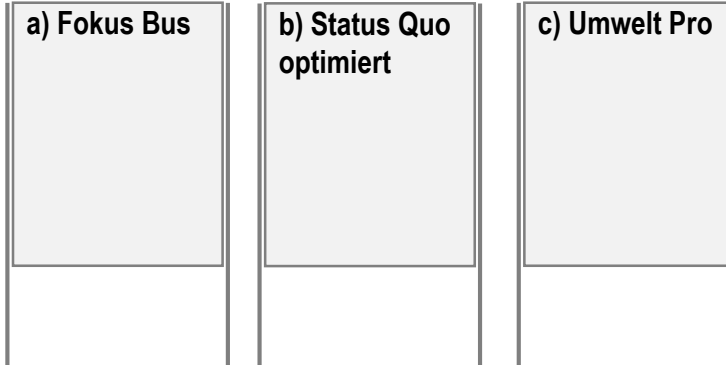 a) Fokus Bus
b) Status Quo
optimiert
c) Umwelt Pro